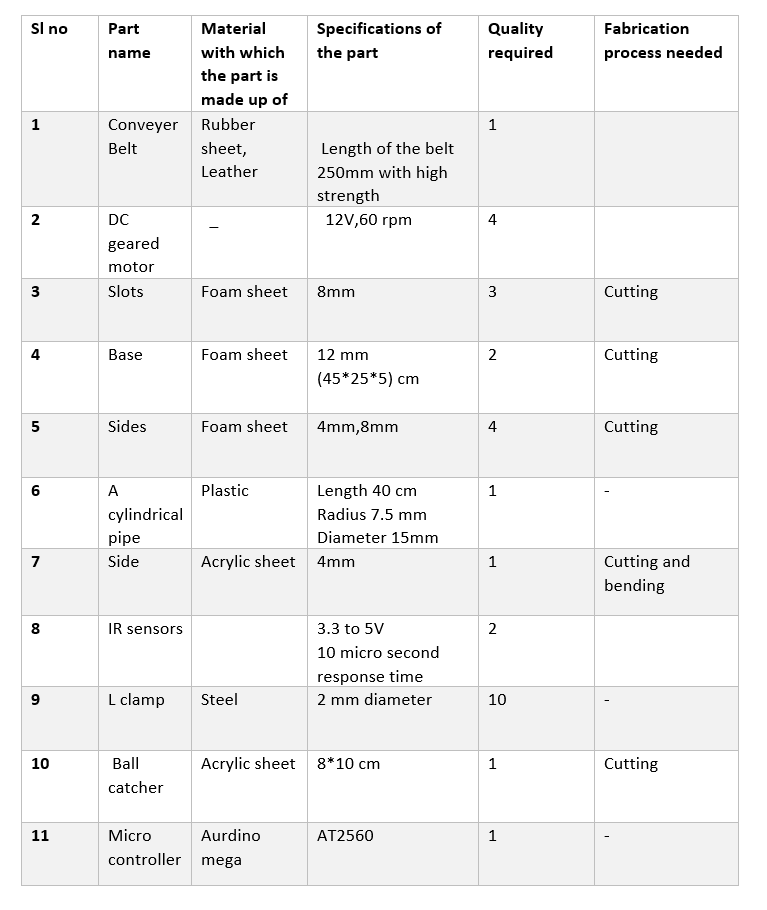 Sl no Part name Material with which the part is made up of Specifications of the part Quality required Fabrication process needed
1 Conveyer Belt Rubber sheet, Leather Length of the belt 250mm with high strength 1
2 DC geared motor _ 12V,60 rpm 4
3 Slots Foam sheet 8mm 3 Cutting
4 Base Foam sheet 12 mm (45*25*5) cm 2 Cutting
5 Sides Foam sheet 4mm,8mm 4 Cutting
6 A cylindrical pipe Plastic Length 40 cm Radius 7.5 mm Diameter 15mm 1 -
7 Side Acrylic sheet 4mm 1 Cutting and bending
8 IR sensors 3.3 to 5V 10 micro second response time 2
9 L clamp Steel 2 mm diameter 10 -
10 Ball catcher Acrylic sheet 8*10 cm 1 Cutting
11 Micro controller Aurdino mega AT2560 1 -